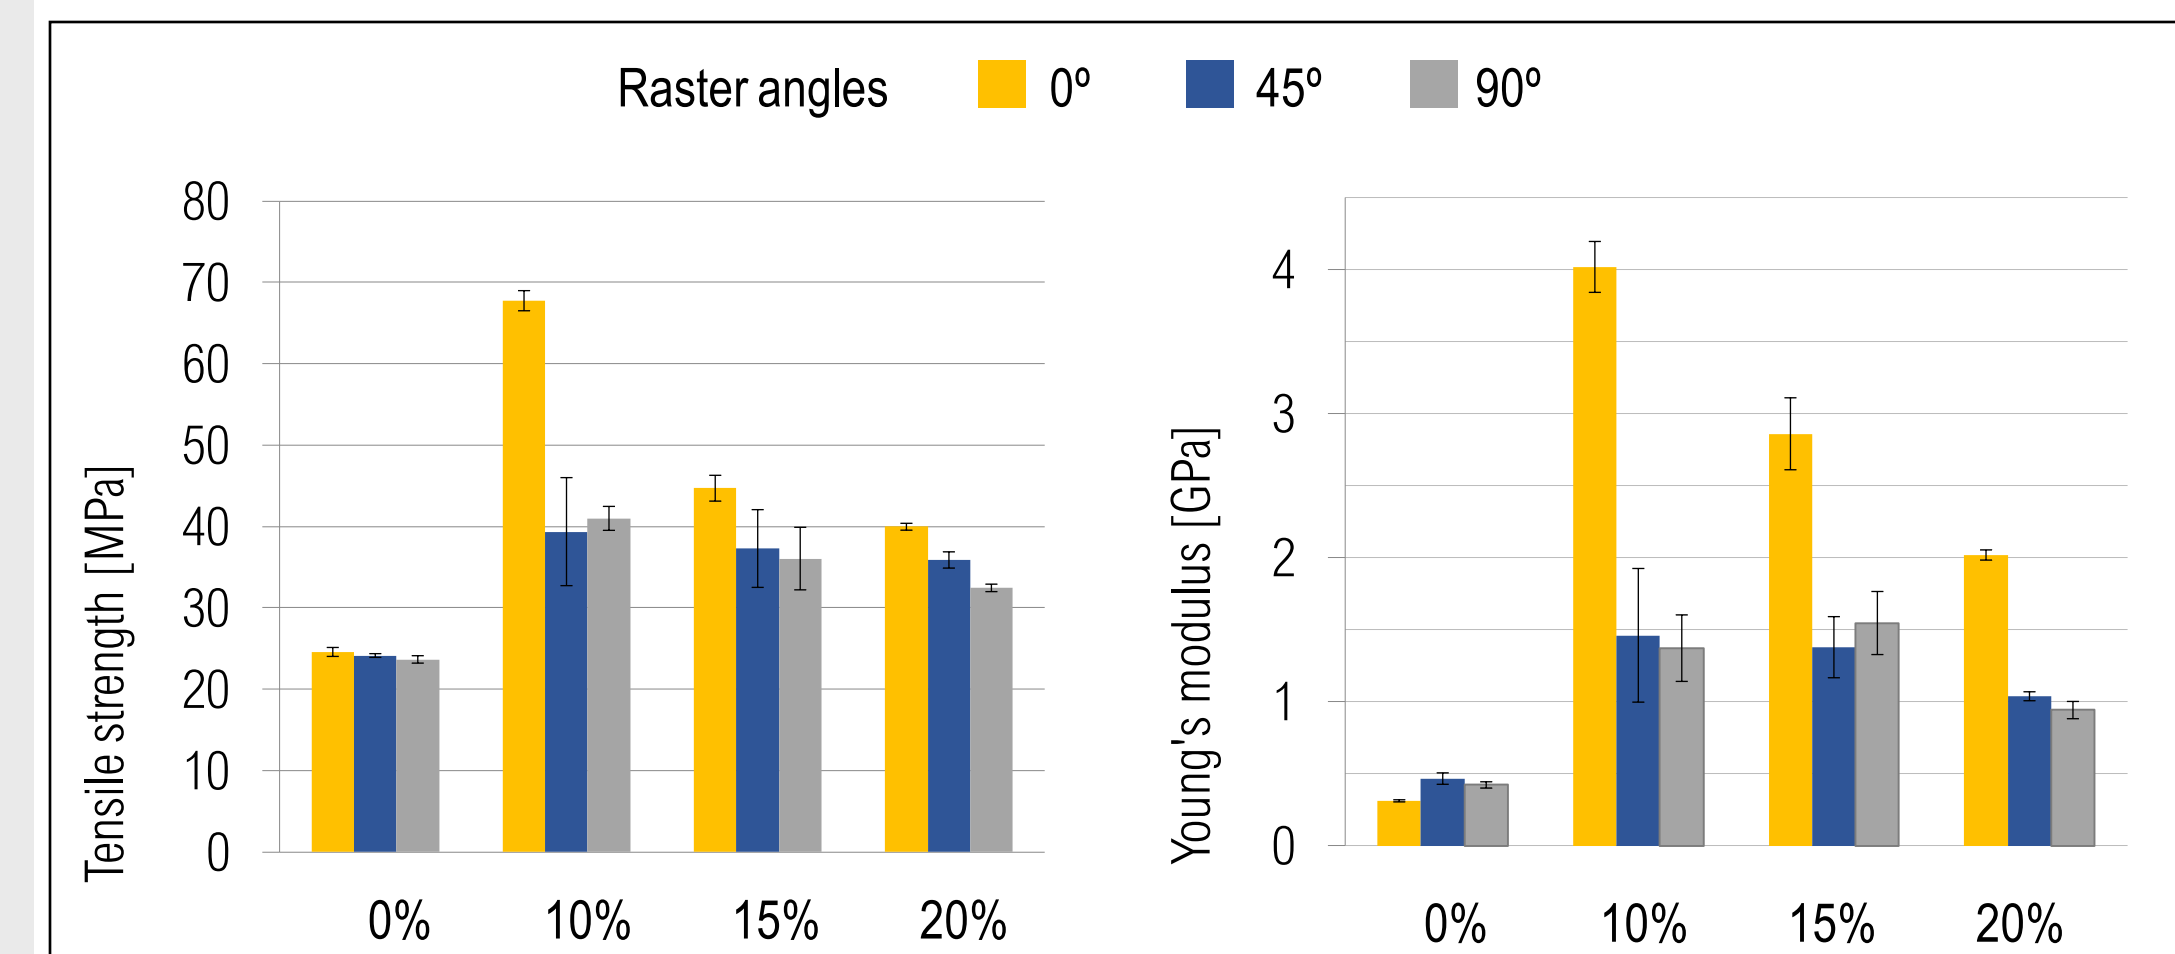 Raster angles 0º 45º 90º
Tensile strength [MPa]
80
70
60
50
40
30
20
10
0
0% 10% 15% 20%
Young's modulus [GPa]
4
3
2
1
0
0% 10% 15% 20%